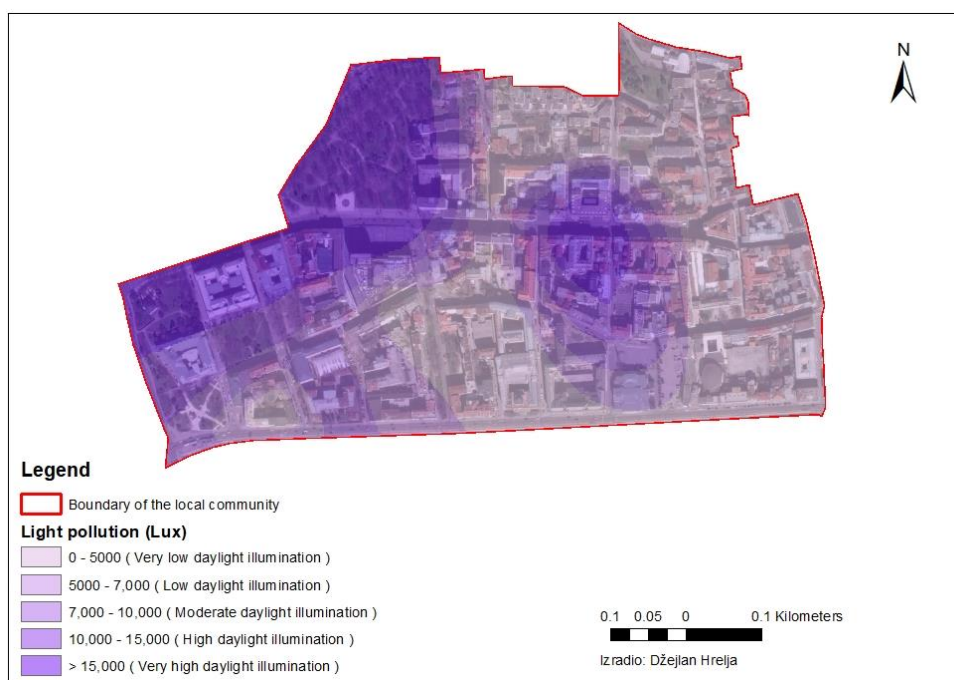 N
Legend
Boundary of the local community
Light pollution (Lux)
0 - 5000 ( Very low daylight illumination )
5000 - 7,000 ( Low daylight illumination )
7,000 - 10,000 ( Moderate daylight illumination )
10,000 - 15,000 ( High daylight illumination )
> 15,000 ( Very high daylight illumination )
0.1 0.05 0 0.1 Kilometers
Izradio: Džejlan Hrelja